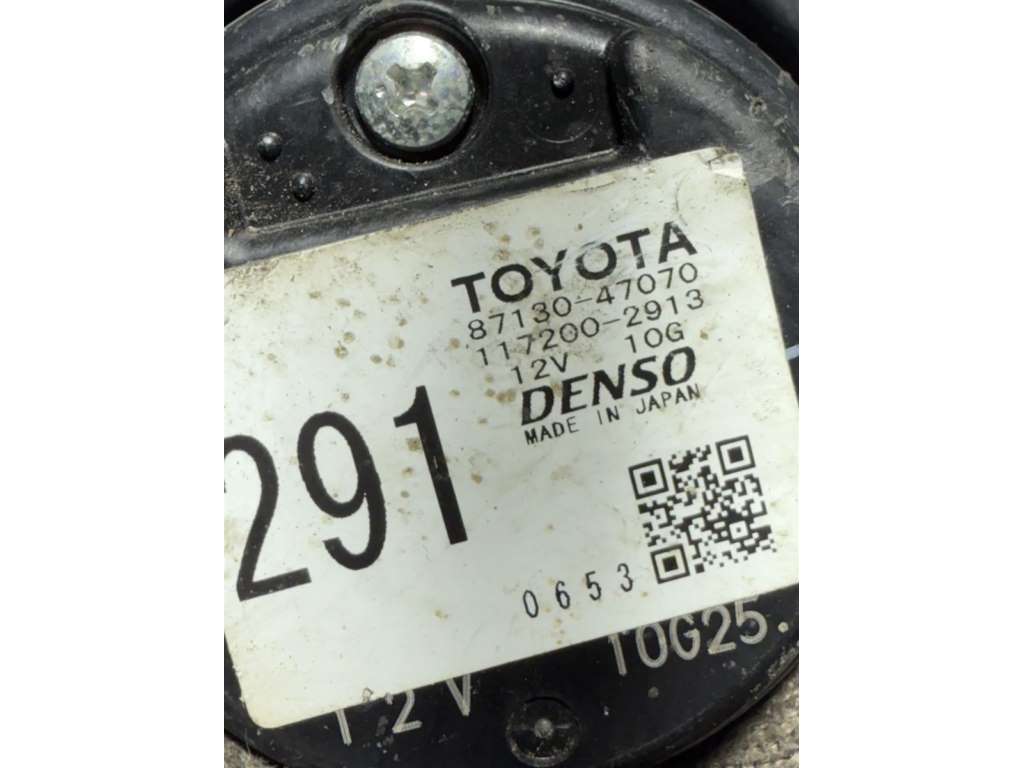 TOYOTA
87130-47070
117200-2913
12V 10G
DENSO
MADE IN JAPAN
291
0653
12V 10G25.